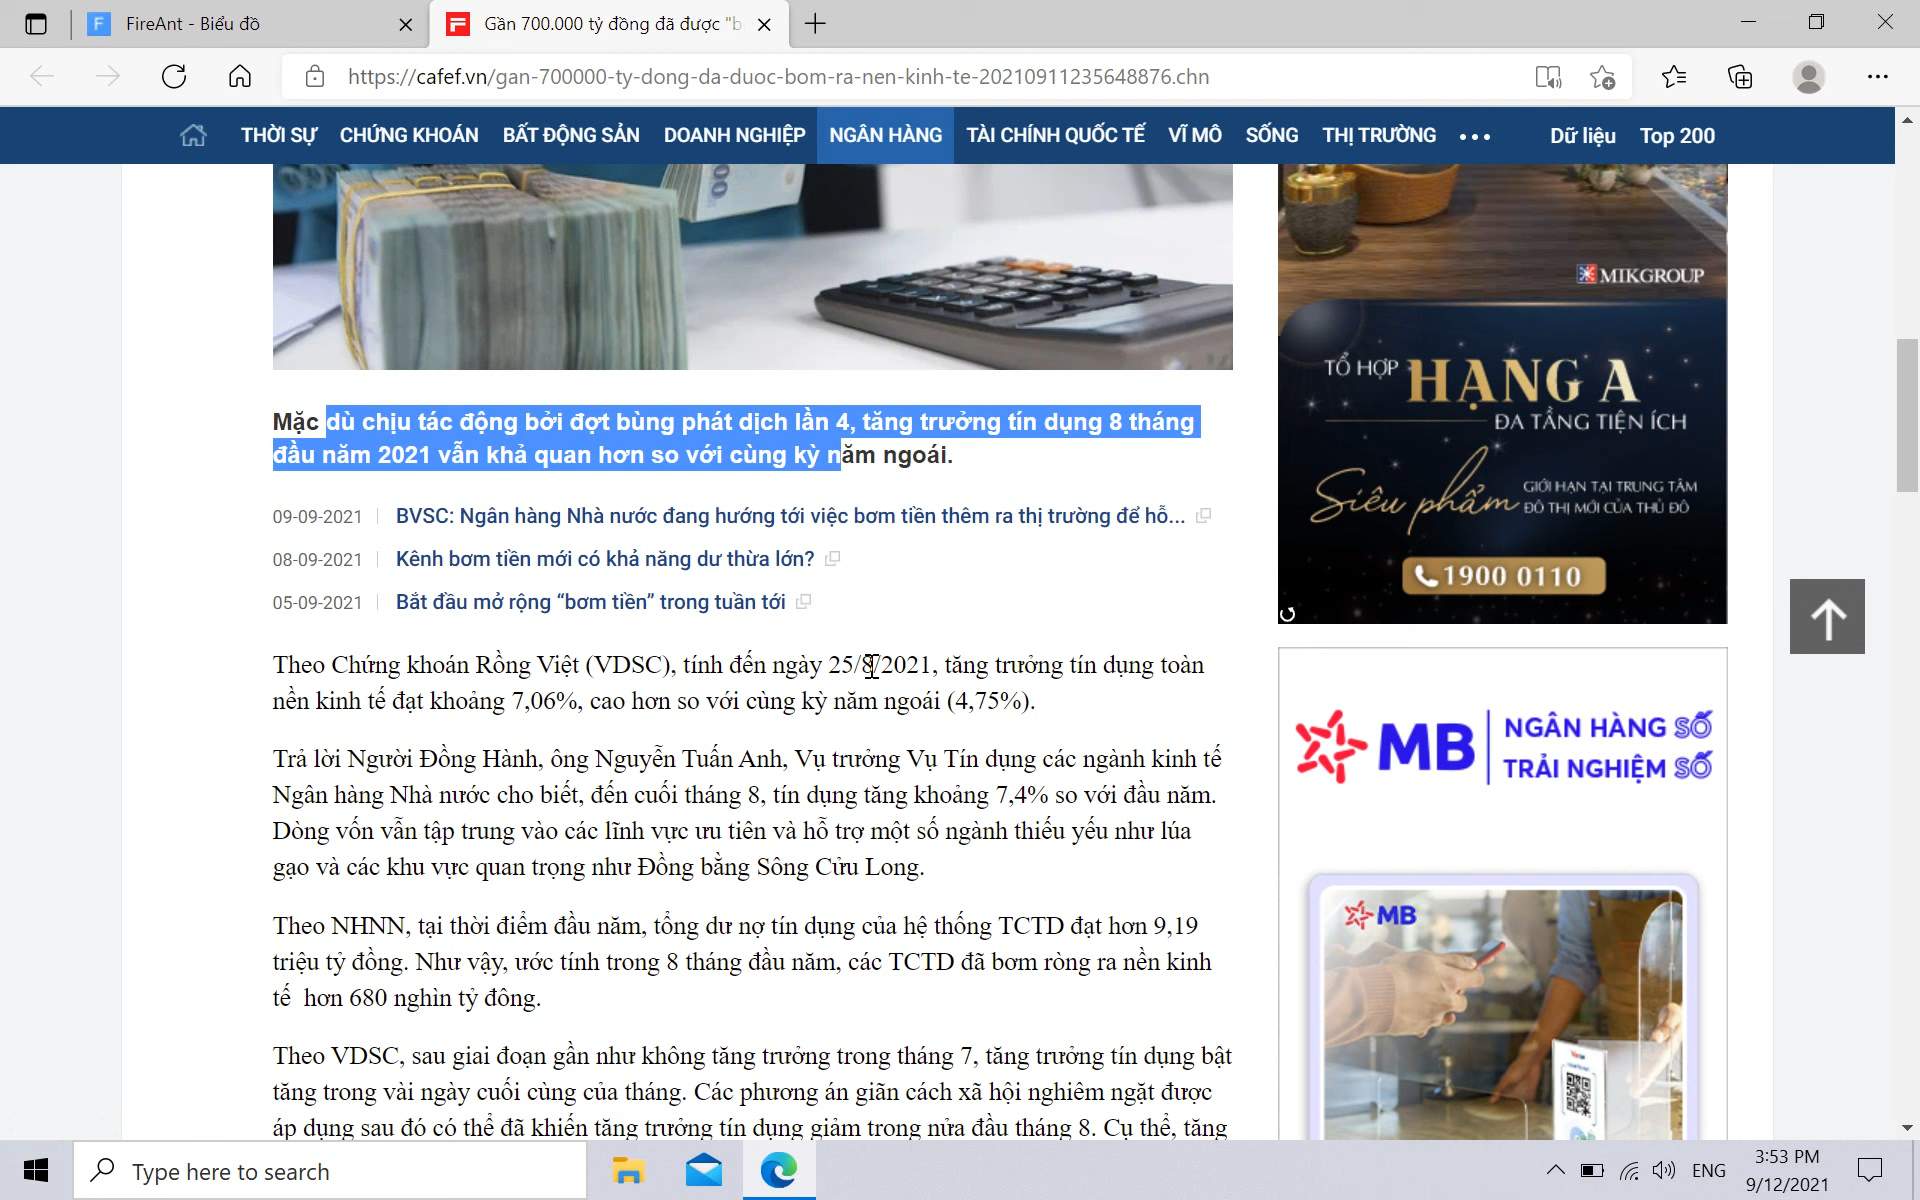 FireAnt - Biểu đồ
Gần 700.000 tỷ đồng đã được "b
https://cafef.vn/gan-700000-ty-dong-da-duoc-bom-ra-nen-kinh-te-20210911235648876.chn
THỜI SỰ CHỨNG KHOÁN BẤT ĐỘNG SẢN DOANH NGHIỆP NGÂN HÀNG TÀI CHÍNH QUỐC TẾ VĨ MÔ SỐNG THỊ TRƯỜNG ••• Dữ liệu Top 200
Mặc dù chịu tác động bởi đợt bùng phát dịch lần 4, tăng trưởng tín dụng 8 tháng
đầu năm 2021 vẫn khả quan hơn so với cùng kỳ năm ngoái.
09-09-2021 BVSC: Ngân hàng Nhà nước đang hướng tới việc bơm tiền thêm ra thị trường để hỗ...
08-09-2021 Kênh bơm tiền mới có khả năng dư thừa lớn?
05-09-2021 Bắt đầu mở rộng “bơm tiền” trong tuần tới
Theo Chứng khoán Rồng Việt (VDSC), tính đến ngày 25/8/2021, tăng trưởng tín dụng toàn
nền kinh tế đạt khoảng 7,06%, cao hơn so với cùng kỳ năm ngoái (4,75%).
Trả lời Người Đồng Hành, ông Nguyễn Tuấn Anh, Vụ trưởng Vụ Tín dụng các ngành kinh tế
Ngân hàng Nhà nước cho biết, đến cuối tháng 8, tín dụng tăng khoảng 7,4% so với đầu năm.
Dòng vốn vẫn tập trung vào các lĩnh vực ưu tiên và hỗ trợ một số ngành thiếu yếu như lúa
gạo và các khu vực quan trọng như Đồng bằng Sông Cửu Long.
Theo NHNN, tại thời điểm đầu năm, tổng dư nợ tín dụng của hệ thống TCTD đạt hơn 9,19
triệu tỷ đồng. Như vậy, ước tính trong 8 tháng đầu năm, các TCTD đã bơm ròng ra nền kinh
tế hơn 680 nghìn tỷ đông.
Theo VDSC, sau giai đoạn gần như không tăng trưởng trong tháng 7, tăng trưởng tín dụng bật
tăng trong vài ngày cuối cùng của tháng. Các phương án giãn cách xã hội nghiêm ngặt được
áp dụng sau đó có thể đã khiến tăng trưởng tín dụng giảm trong nửa đầu tháng 8. Cụ thể, tăng
MIKGROUP
TỔ HỢP HẠNG A
ĐA TẦNG TIỆN ÍCH
Siêu phẩm GIỚI HẠN TẠI TRUNG TÂM
ĐÔ THỊ MỚI CỦA THỦ ĐÔ
1900 0110
MB NGÂN HÀNG SỐ
TRẢI NGHIỆM SỐ
MB
Type here to search
ENG
3:53 PM
9/12/2021